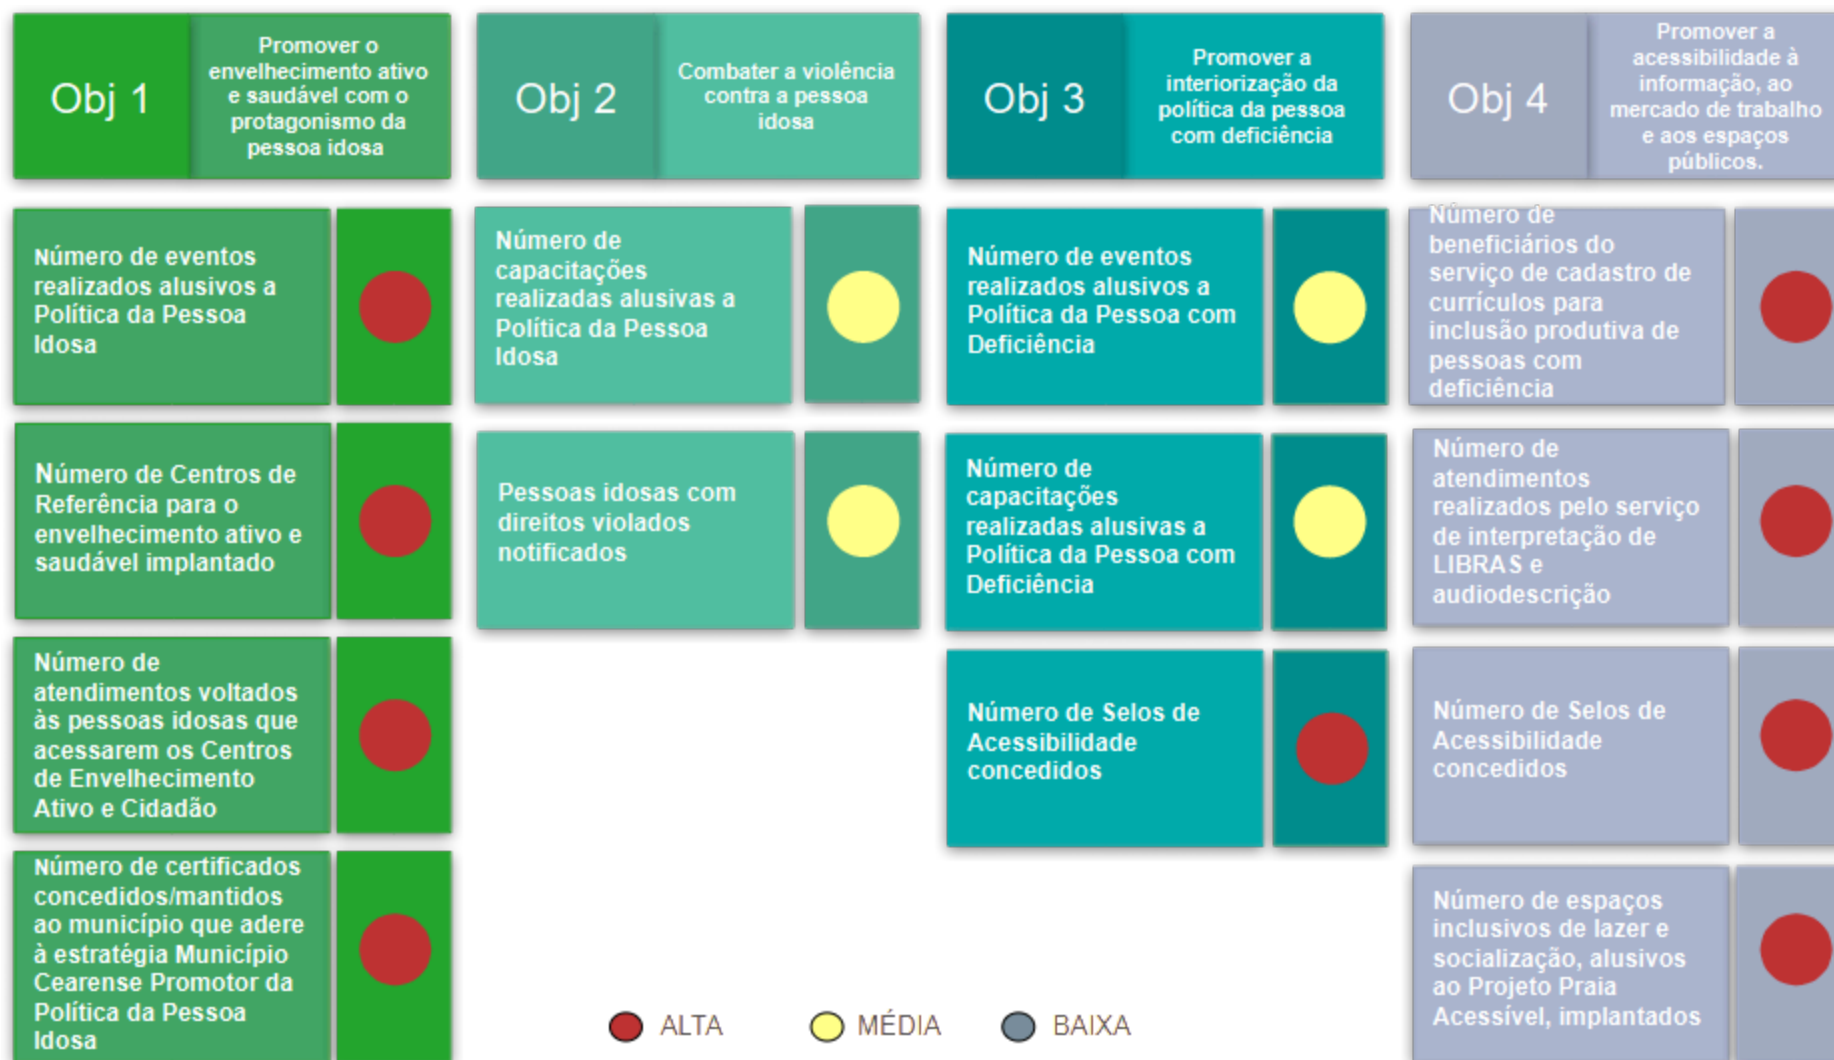 Obj 1
Promover o
envelhecimento ativo
e saudável com o
protagonismo da
pessoa idosa
Obj 2
Combater a violência
contra a pessoa
idosa
Obj 3
Promover a
interiorização da
política da pessoa
com deficiência
Obj 4
Promover a
acessibilidade à
informação, ao
mercado de trabalho
e aos espaços
públicos.
Número de eventos
realizados alusivos a
Política da Pessoa
Idosa
Número de
capacitações
realizadas alusivas a
Política da Pessoa
Idosa
Número de eventos
realizados alusivos a
Política da Pessoa com
Deficiência
Número de
beneficiários do
serviço de cadastro de
currículos para
inclusão produtiva de
pessoas com
deficiência
Número de Centros de
Referência para o
envelhecimento ativo e
saudável implantado
Pessoas idosas com
direitos violados
notificados
Número de
capacitações
realizadas alusivas a
Política da Pessoa com
Deficiência
Número de
atendimentos
realizados pelo serviço
de interpretação de
LIBRAS e
audiodescrição
Número de
atendimentos voltados
às pessoas idosas que
acessarem os Centros
de Envelhecimento
Ativo e Cidadão
Número de Selos de
Acessibilidade
concedidos
Número de Selos de
Acessibilidade
concedidos
Número de certificados
concedidos/mantidos
ao município que adere
à estratégia Município
Cearense Promotor da
Política da Pessoa
Idosa
Número de espaços
inclusivos de lazer e
socialização, alusivos
ao Projeto Praia
Acessível, implantados
ALTA
MÉDIA
BAIXA